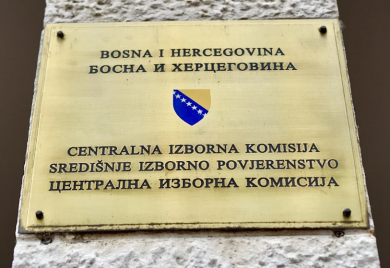 BOSNA I HERCEGOVINA
БОСНА И ХЕРЦЕГОВИНА
CENTRALNA IZBORNA KOMISIJA
SREDIŠNJE IZBORNO POVJERENSTVO
ЦЕНТРАЛНА ИЗБОРНА КОМИСИЈА